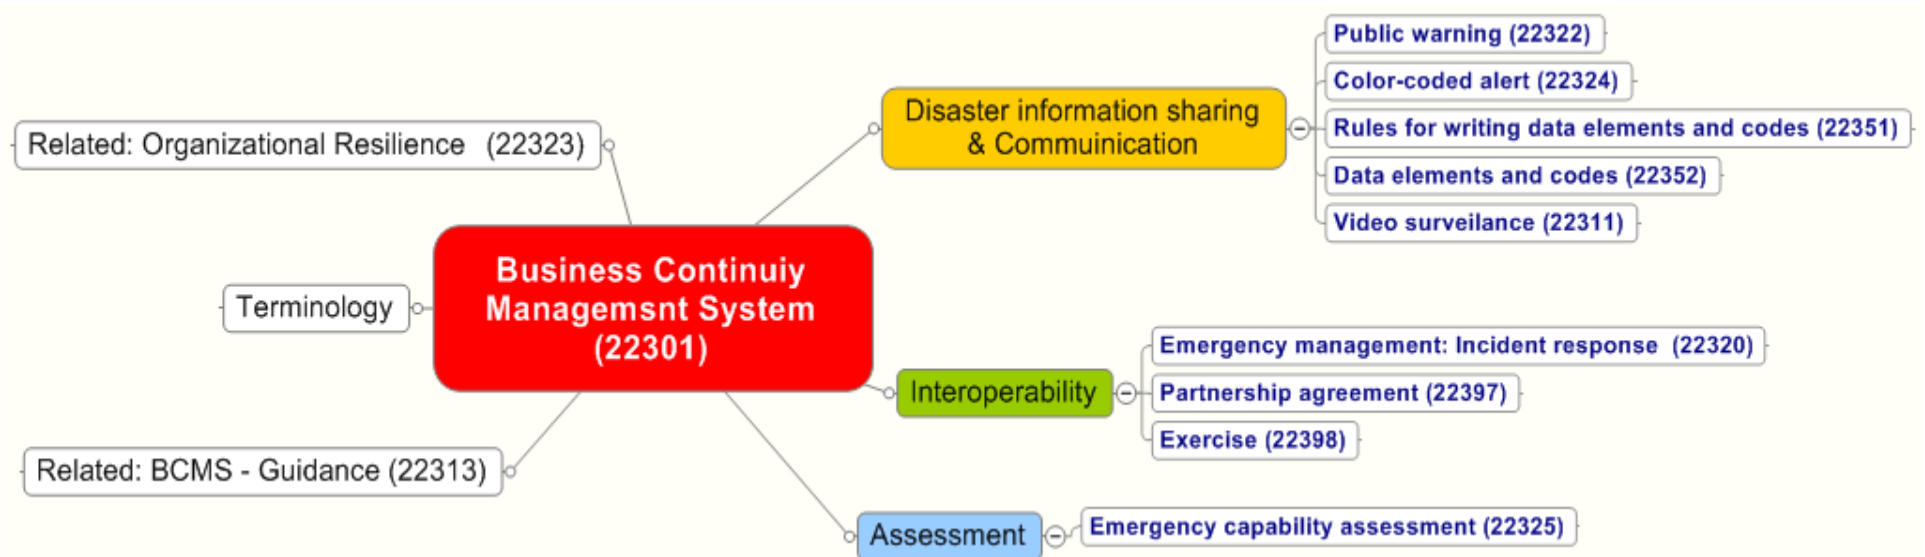 Public warning (22322)
Color-coded alert (22324)
Disaster information sharing
& Commuinication
Rules for writing data elements and codes (22351)
Data elements and codes (22352)
Video surveilance (22311)
Related: Organizational Resilience (22323)
Business Continuiy
Managemsnt System
(22301)
Terminology
Emergency management: Incident response (22320)
Interoperability
Partnership agreement (22397)
Exercise (22398)
Related: BCMS - Guidance (22313)
Assessment
Emergency capability assessment (22325)